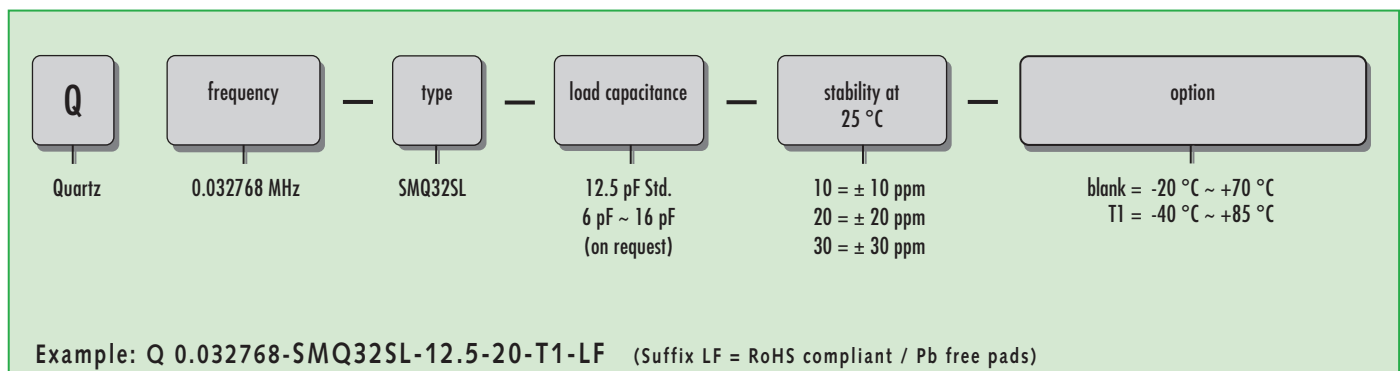 Q
frequency
type
load capacitance
stability at
25 °C
option
Quartz
0.032768 MHz
SMQ32SL
12.5 pF Std.
6 pF ~ 16 pF
(on request)
10 = ± 10 ppm
20 = ± 20 ppm
30 = ± 30 ppm
blank = -20 °C ~ +70 °C
T1 = -40 °C ~ +85 °C
Example: Q 0.032768-SMQ32SL-12.5-20-T1-LF (Suffix LF = RoHS compliant / Pb free pads)